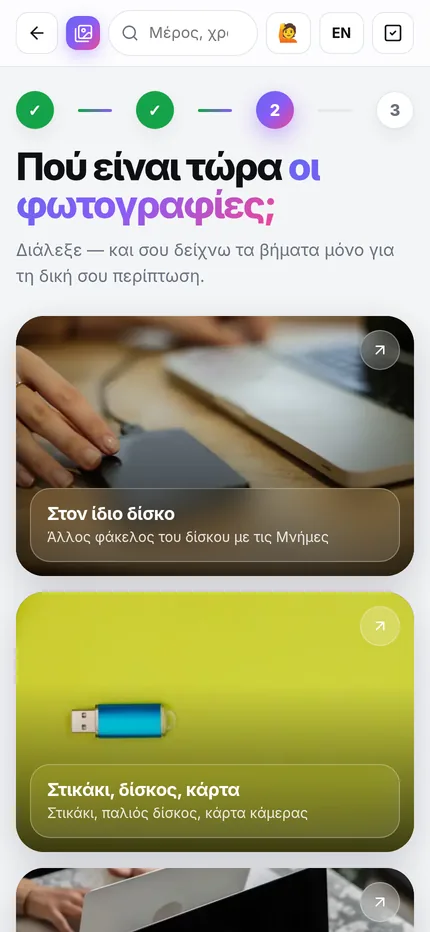 Μέρος, χρ
EN
✓ ✓ 2 3
Πού είναι τώρα οι
φωτογραφίες;
Διάλεξε — και σου δείχνω τα βήματα μόνο για
τη δική σου περίπτωση.
Στον ίδιο δίσκο
Άλλος φάκελος του δίσκου με τις Μνήμες
Στικάκι, δίσκος, κάρτα
Στικάκι, παλιός δίσκος, κάρτα κάμερας